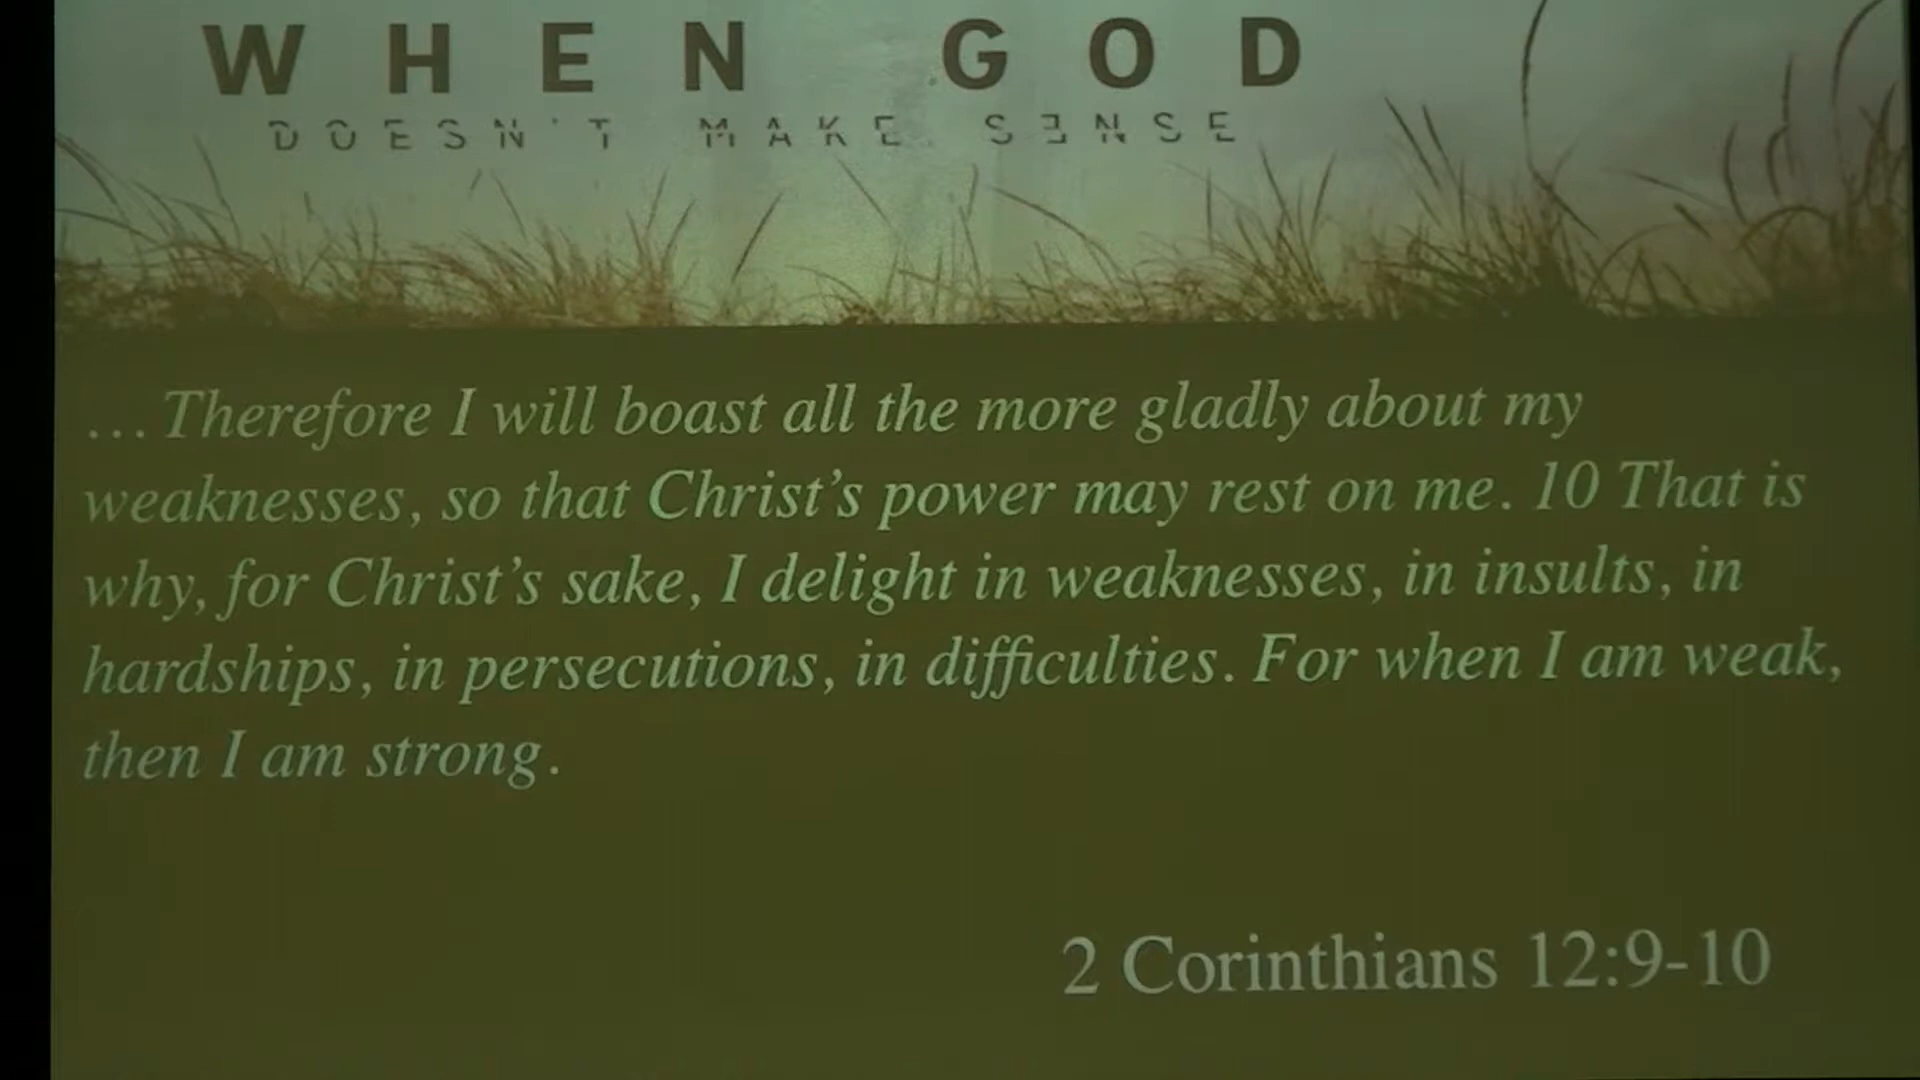 WHEN GOD
DOESN'T MAKE SENSE
...Therefore I will boast all the more gladly about my
weaknesses, so that Christ's power may rest on me. 10 That is
why, for Christ's sake, I delight in weaknesses, in insults, in
hardships, in persecutions, in difficulties. For when I am weak,
then I am strong.
2 Corinthians 12:9-10